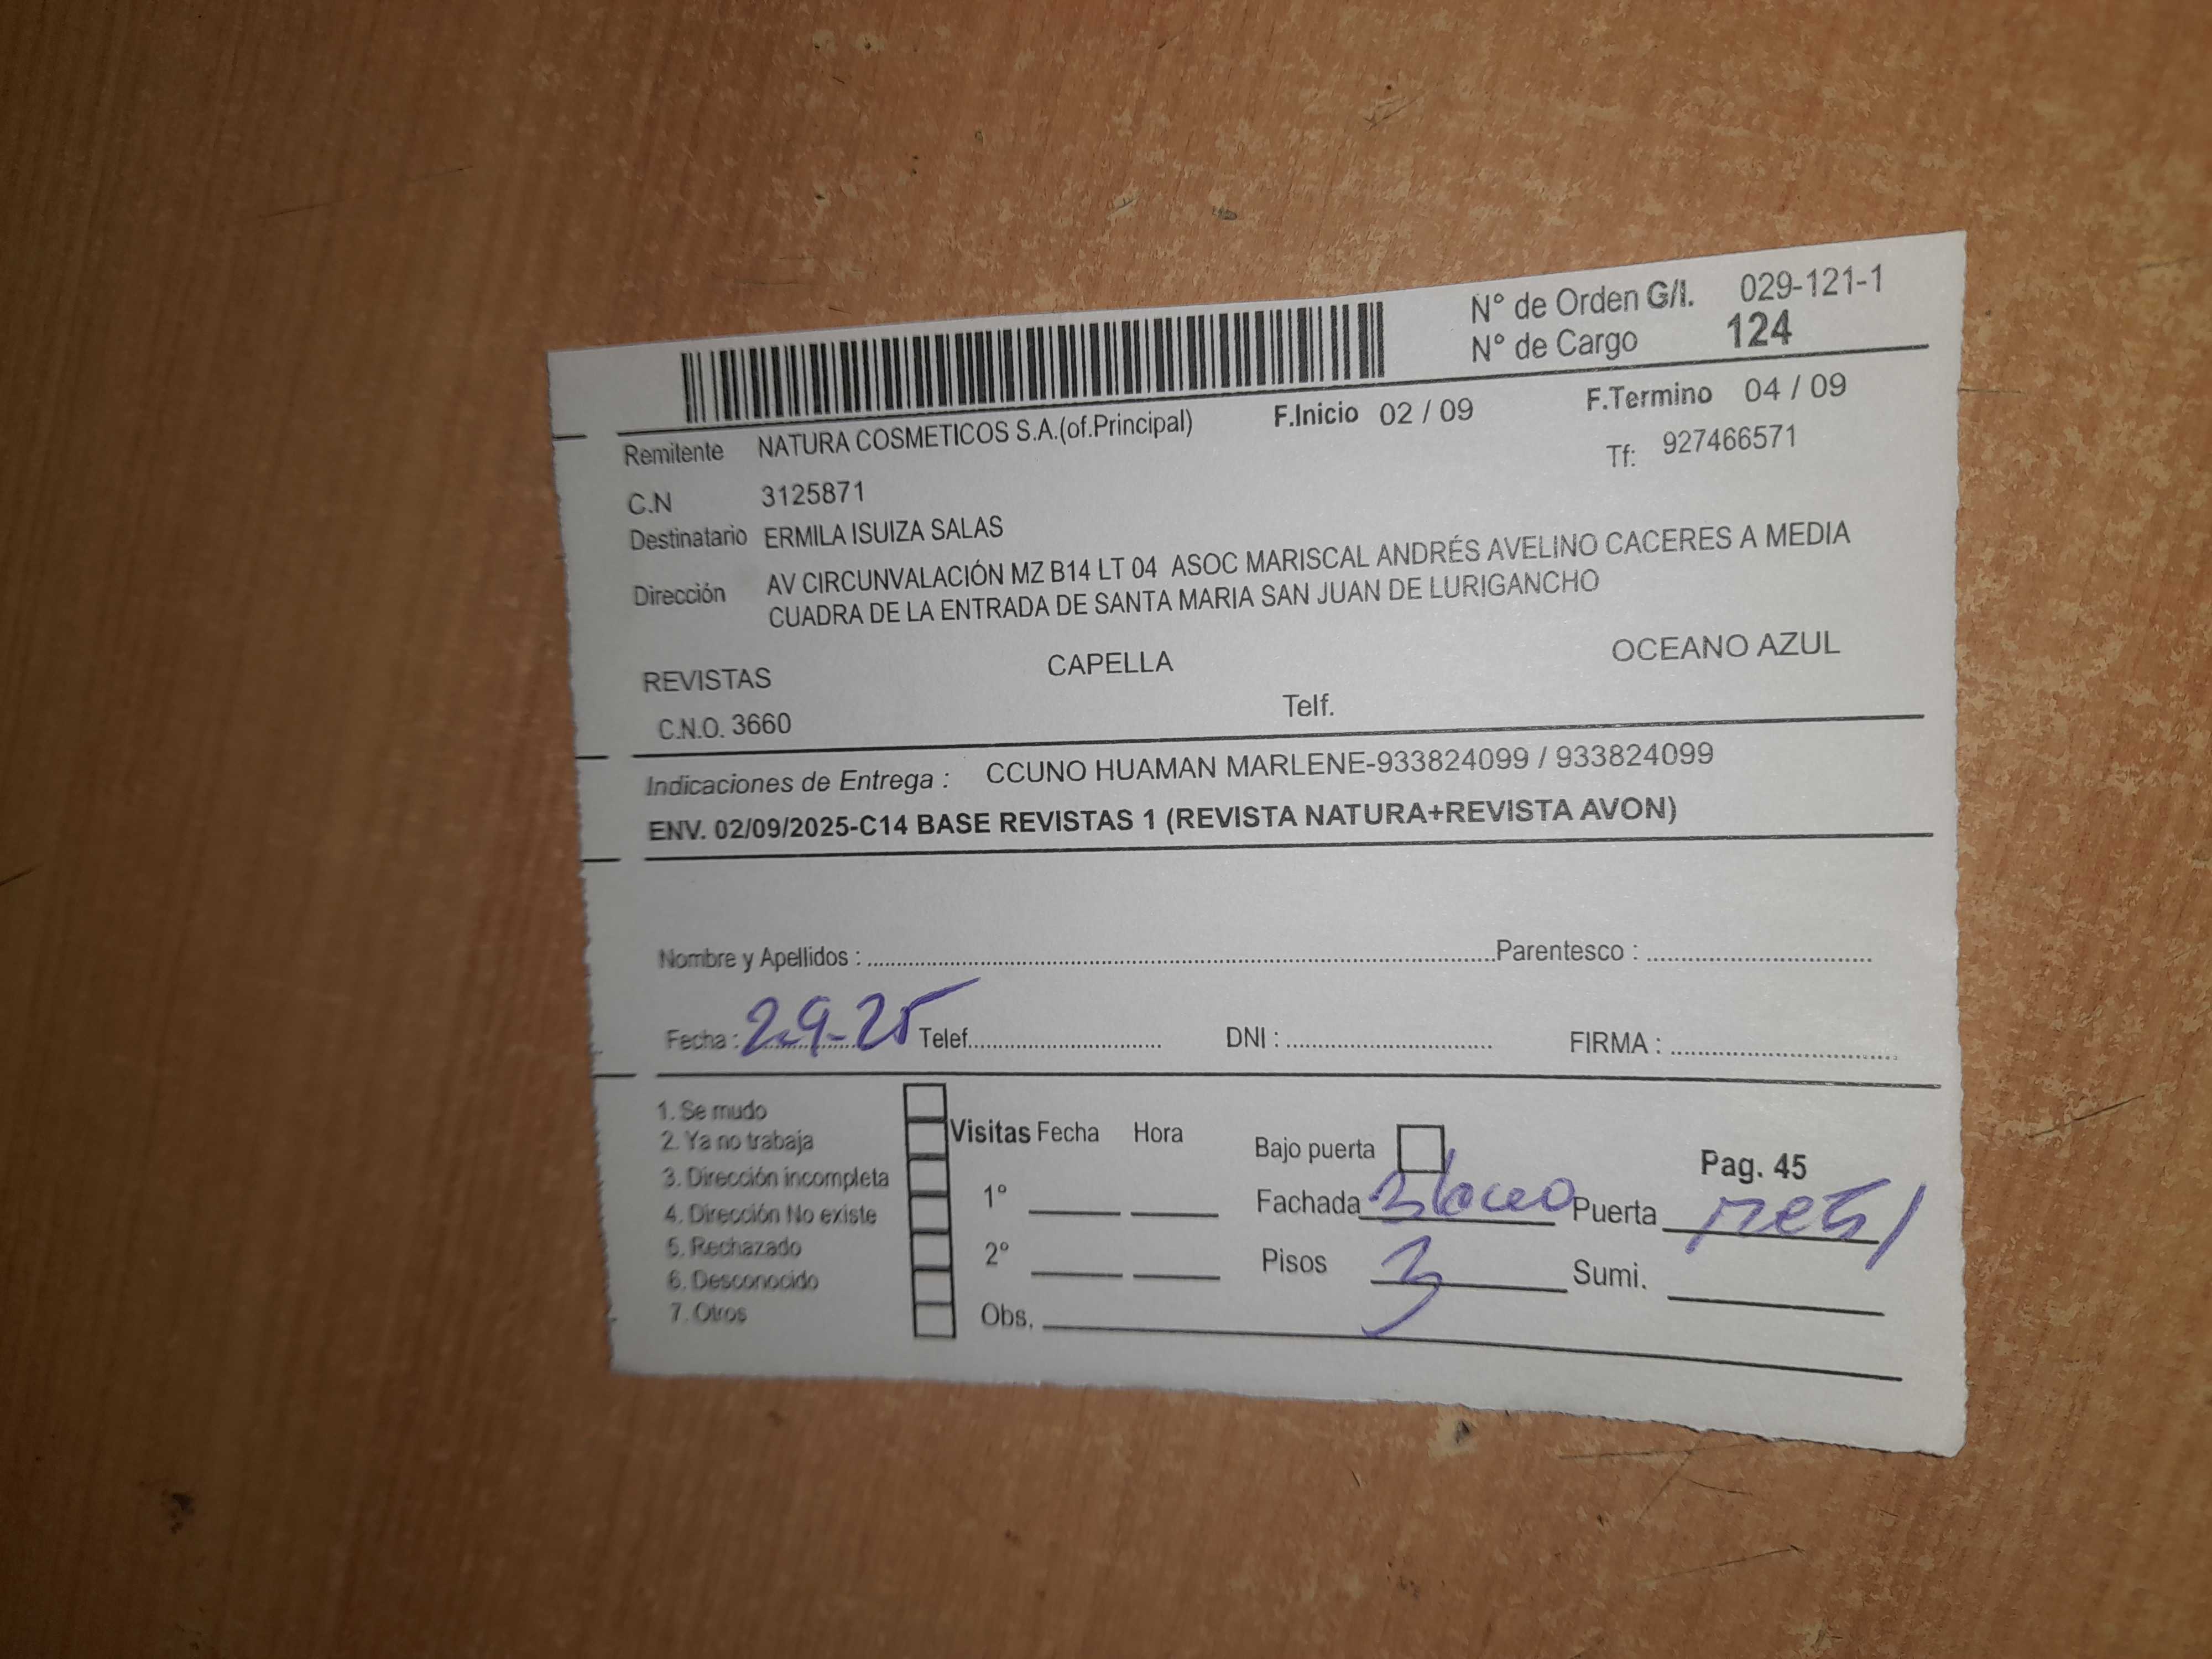 N° de Orden G/I. 029-121-1
N° de Cargo 124
Remitente NATURA COSMETICOS S.A.(of.Principal) F.Inicio 02 / 09 F.Termino 04 / 09
C.N 3125871 Tf: 927466571
Destinatario ERMILA ISUIZA SALAS
Dirección AV CIRCUNVALACIÓN MZ B14 LT 04 ASOC MARISCAL ANDRÉS AVELINO CACERES A MEDIA
CUADRA DE LA ENTRADA DE SANTA MARIA SAN JUAN DE LURIGANCHO
REVISTAS CAPELLA OCEANO AZUL
C.N.O. 3660 Telf.
Indicaciones de Entrega : CCUNO HUAMAN MARLENE-933824099 / 933824099
ENV. 02/09/2025-C14 BASE REVISTAS 1 (REVISTA NATURA+REVISTA AVON)
Nombre y Apellidos : Parentesco :
Fecha : 2-9-25 Telef. DNI : FIRMA :
1. Se mudo
2. Ya no trabaja Visitas Fecha Hora Bajo puerta Pag. 45
3. Dirección incompleta
4. Dirección No existe 1° Fachada Puerta metal
5. Rechazado
6. Desconocido 2° Pisos 3 Sumi.
7. Otros Obs.